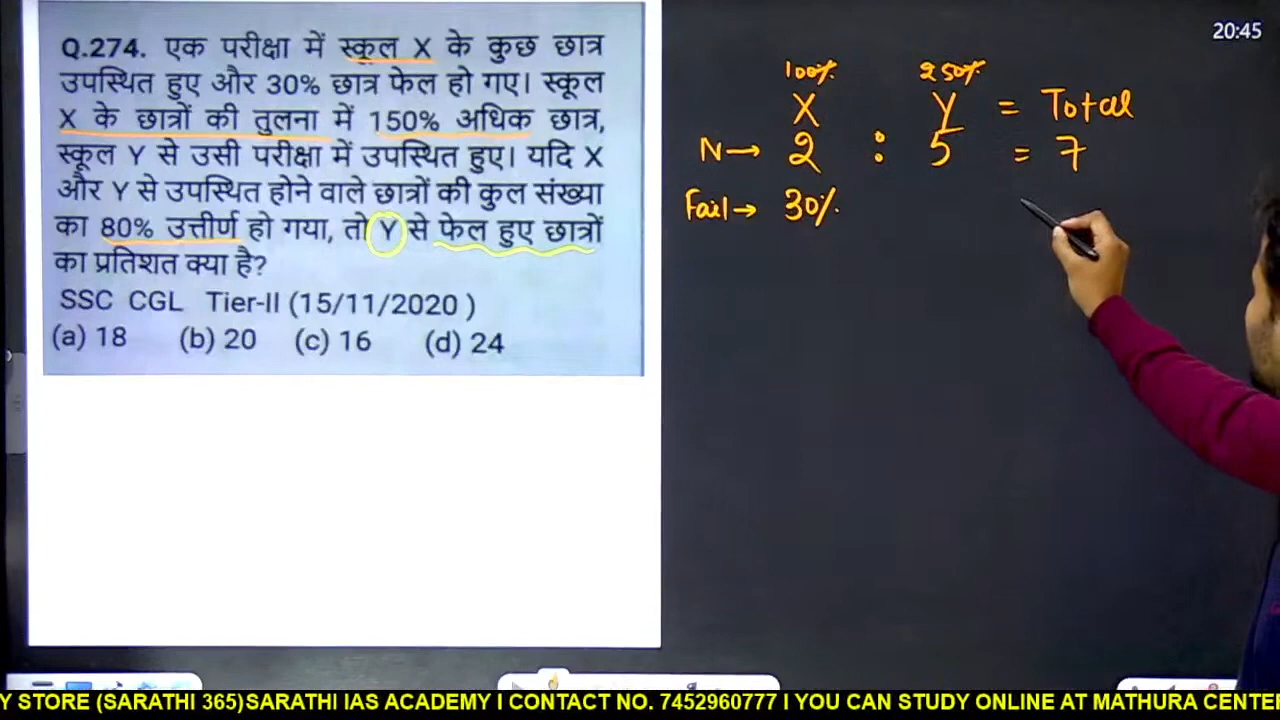 20:45
Q.274. एक परीक्षा में स्कूल X के कुछ छात्र
उपस्थित हुए और 30% छात्र फेल हो गए। स्कूल
X के छात्रों की तुलना में 150% अधिक छात्र,
स्कूल Y से उसी परीक्षा में उपस्थित हुए। यदि X
और Y से उपस्थित होने वाले छात्रों की कुल संख्या
का 80% उत्तीर्ण हो गया, तो Y से फेल हुए छात्रों
का प्रतिशत क्या है?
SSC CGL Tier-II (15/11/2020)
(a) 18 (b) 20 (c) 16 (d) 24
100% 250%
X Y = Total
N→ 2 : 5 = 7
Fail→ 30%
Y STORE (SARATHI 365)SARATHI IAS ACADEMY I CONTACT NO. 7452960777 I YOU CAN STUDY ONLINE AT MATHURA CENTE